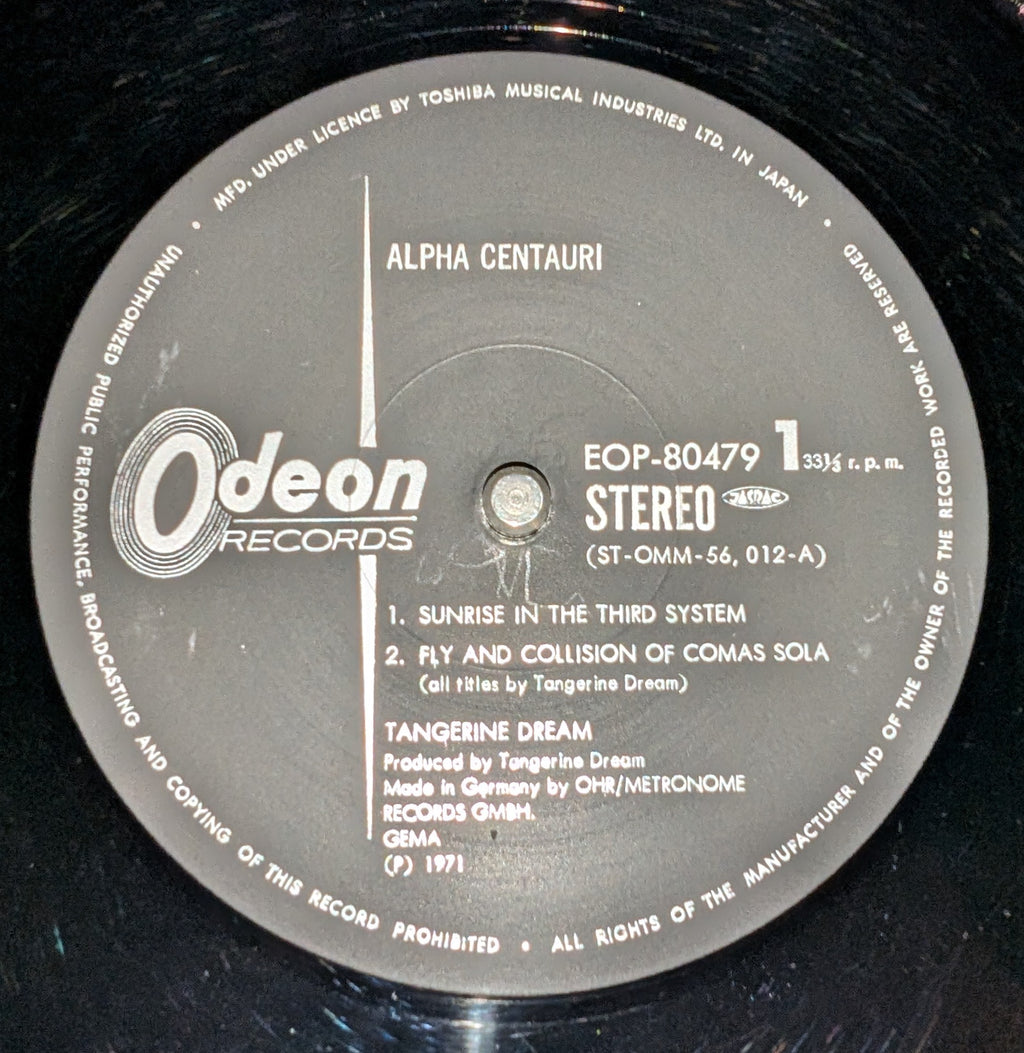 MFD. UNDER LICENCE BY TOSHIBA MUSICAL INDUSTRIES LTD. IN JAPAN
ALPHA CENTAURI
Odeon
RECORDS
EOP-80479 1 33⅓ r. p. m.
STEREO JASRAC
(ST-OMM-56, 012-A)
1. SUNRISE IN THE THIRD SYSTEM
2. FLY AND COLLISION OF COMAS SOLA
(all titles by Tangerine Dream)
TANGERINE DREAM
Produced by Tangerine Dream
Made in Germany by OHR/METRONOME
RECORDS GMBH.
GEMA
(P) 1971
UNAUTHORIZED PUBLIC PERFORMANCE, BROADCASTING AND COPYING OF THIS RECORD PROHIBITED • ALL RIGHTS OF THE MANUFACTURER AND OF THE OWNER OF THE RECORDED WORK ARE RESERVED